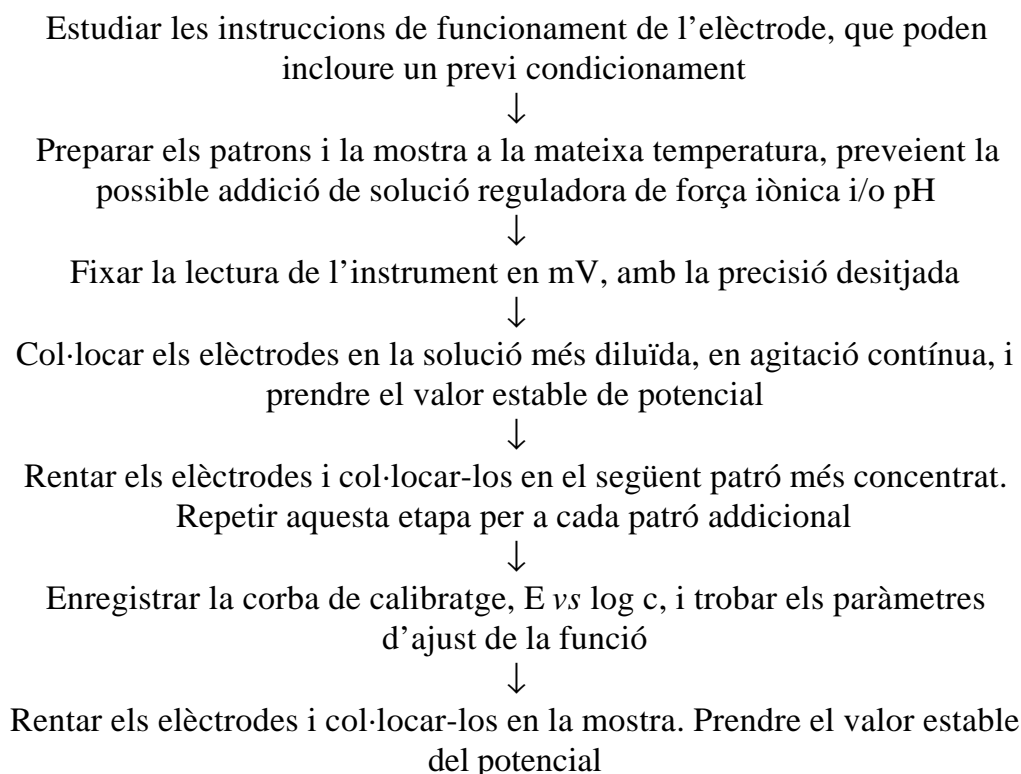 Estudiar les instruccions de funcionament de l’elèctrode, que poden
incloure un previ condicionament
↓
Preparar els patrons i la mostra a la mateixa temperatura, preveient la
possible addició de solució reguladora de força iònica i/o pH
↓
Fixar la lectura de l’instrument en mV, amb la precisió desitjada
↓
Col·locar els elèctrodes en la solució més diluïda, en agitació contínua, i
prendre el valor estable de potencial
↓
Rentar els elèctrodes i col·locar-los en el següent patró més concentrat.
Repetir aquesta etapa per a cada patró addicional
↓
Enregistrar la corba de calibratge, E vs log c, i trobar els paràmetres
d’ajust de la funció
↓
Rentar els elèctrodes i col·locar-los en la mostra. Prendre el valor estable
del potencial